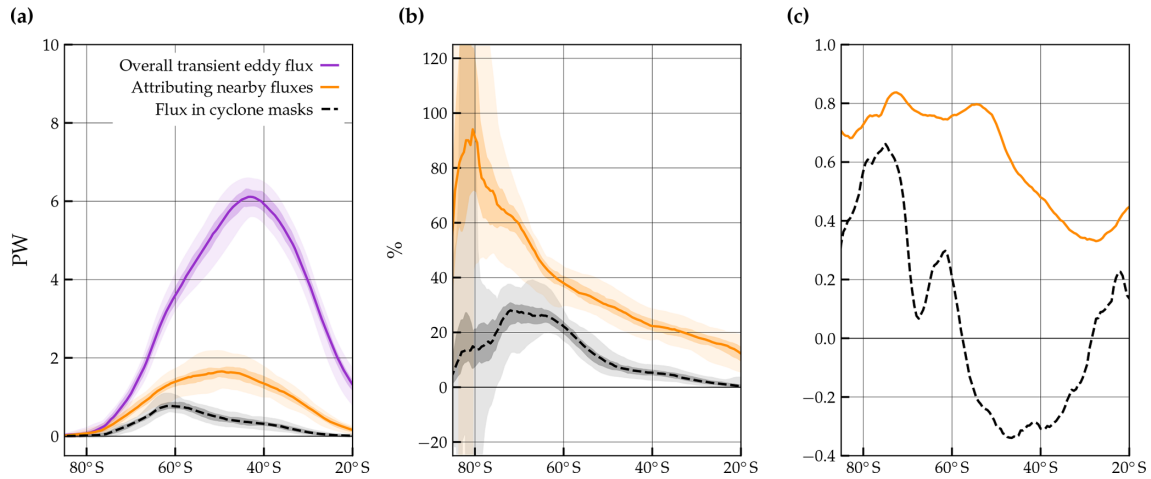 (a)
10
8
6
4
2
0
PW
Overall transient eddy flux
Attributing nearby fluxes
Flux in cyclone masks
80°S 60°S 40°S 20°S
(b)
120
100
80
60
40
20
0
−20
%
80°S 60°S 40°S 20°S
(c)
1.0
0.8
0.6
0.4
0.2
0.0
−0.2
−0.4
80°S 60°S 40°S 20°S